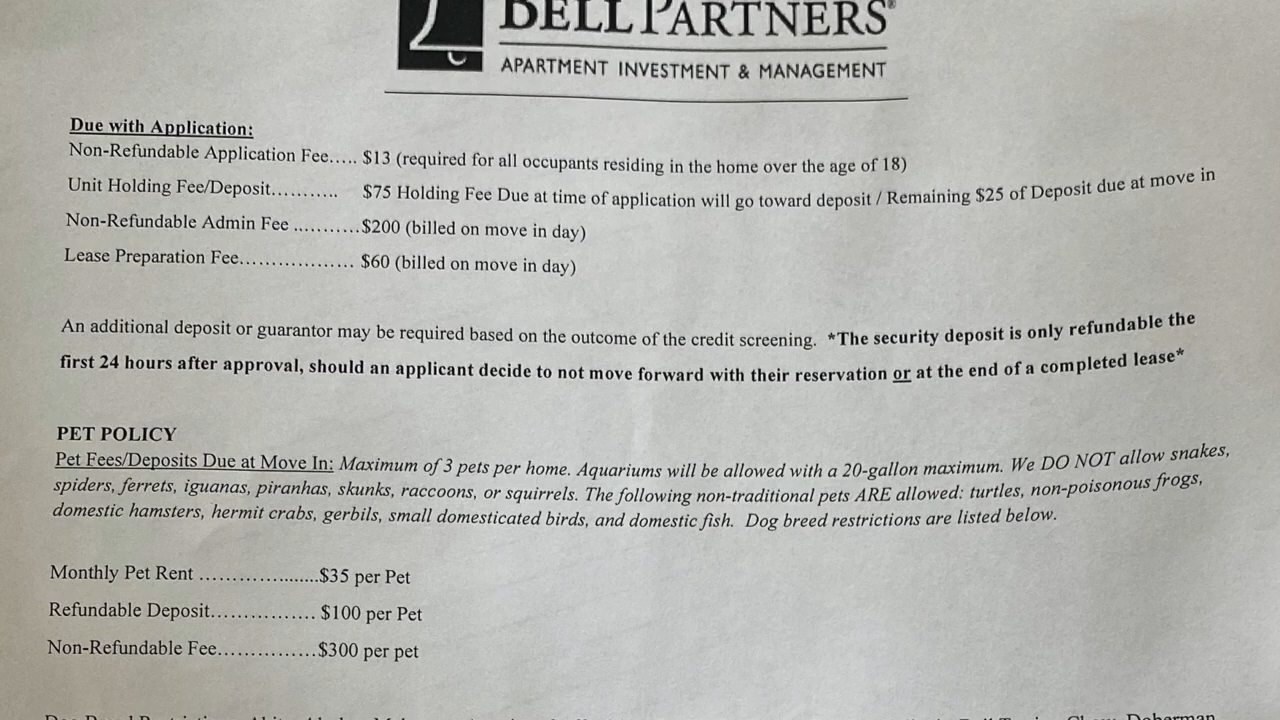 BELL PARTNERS®
APARTMENT INVESTMENT & MANAGEMENT
Due with Application:
Non-Refundable Application Fee..... $13 (required for all occupants residing in the home over the age of 18)
Unit Holding Fee/Deposit........... $75 Holding Fee Due at time of application will go toward deposit / Remaining $25 of Deposit due at move in
Non-Refundable Admin Fee ...........$200 (billed on move in day)
Lease Preparation Fee.................. $60 (billed on move in day)
An additional deposit or guarantor may be required based on the outcome of the credit screening. *The security deposit is only refundable the
first 24 hours after approval, should an applicant decide to not move forward with their reservation or at the end of a completed lease*
PET POLICY
Pet Fees/Deposits Due at Move In: Maximum of 3 pets per home. Aquariums will be allowed with a 20-gallon maximum. We DO NOT allow snakes,
spiders, ferrets, iguanas, piranhas, skunks, raccoons, or squirrels. The following non-traditional pets ARE allowed: turtles, non-poisonous frogs,
domestic hamsters, hermit crabs, gerbils, small domesticated birds, and domestic fish. Dog breed restrictions are listed below.
Monthly Pet Rent ......................$35 per Pet
Refundable Deposit................ $100 per Pet
Non-Refundable Fee...............$300 per pet
Doberman